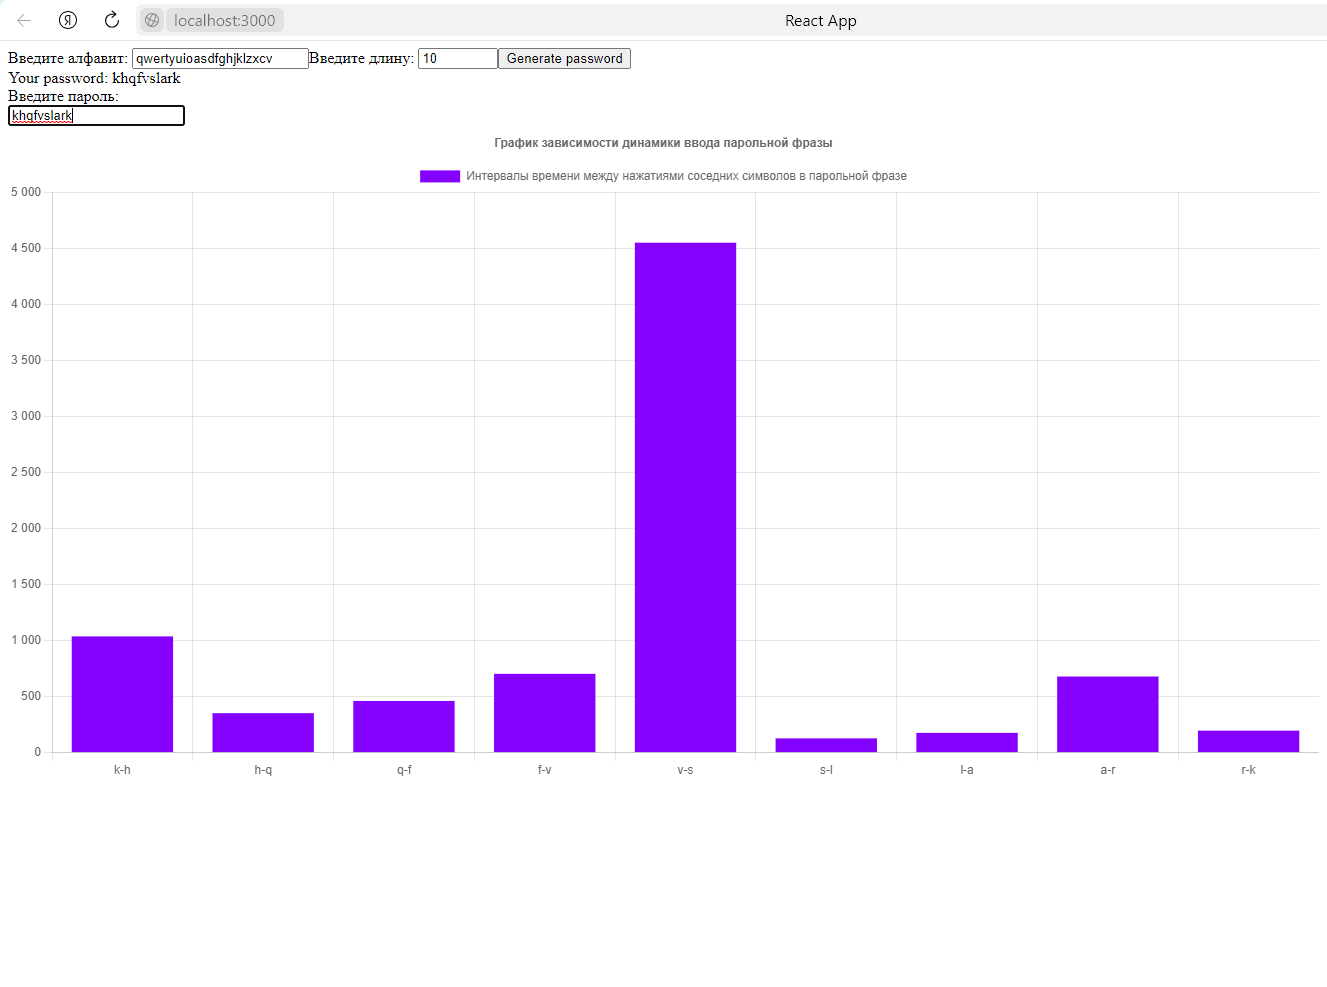 Я localhost:3000 React App
Введите алфавит: qwertyuioasdfghjklzxcv Введите длину: 10 Generate password
Your password: khqfvslark
Введите пароль:
khqfvslark
График зависимости динамики ввода парольной фразы
Интервалы времени между нажатиями соседних символов в парольной фразе
5 000
4 500
4 000
3 500
3 000
2 500
2 000
1 500
1 000
500
0
k-h h-q q-f f-v v-s s-l l-a a-r r-k